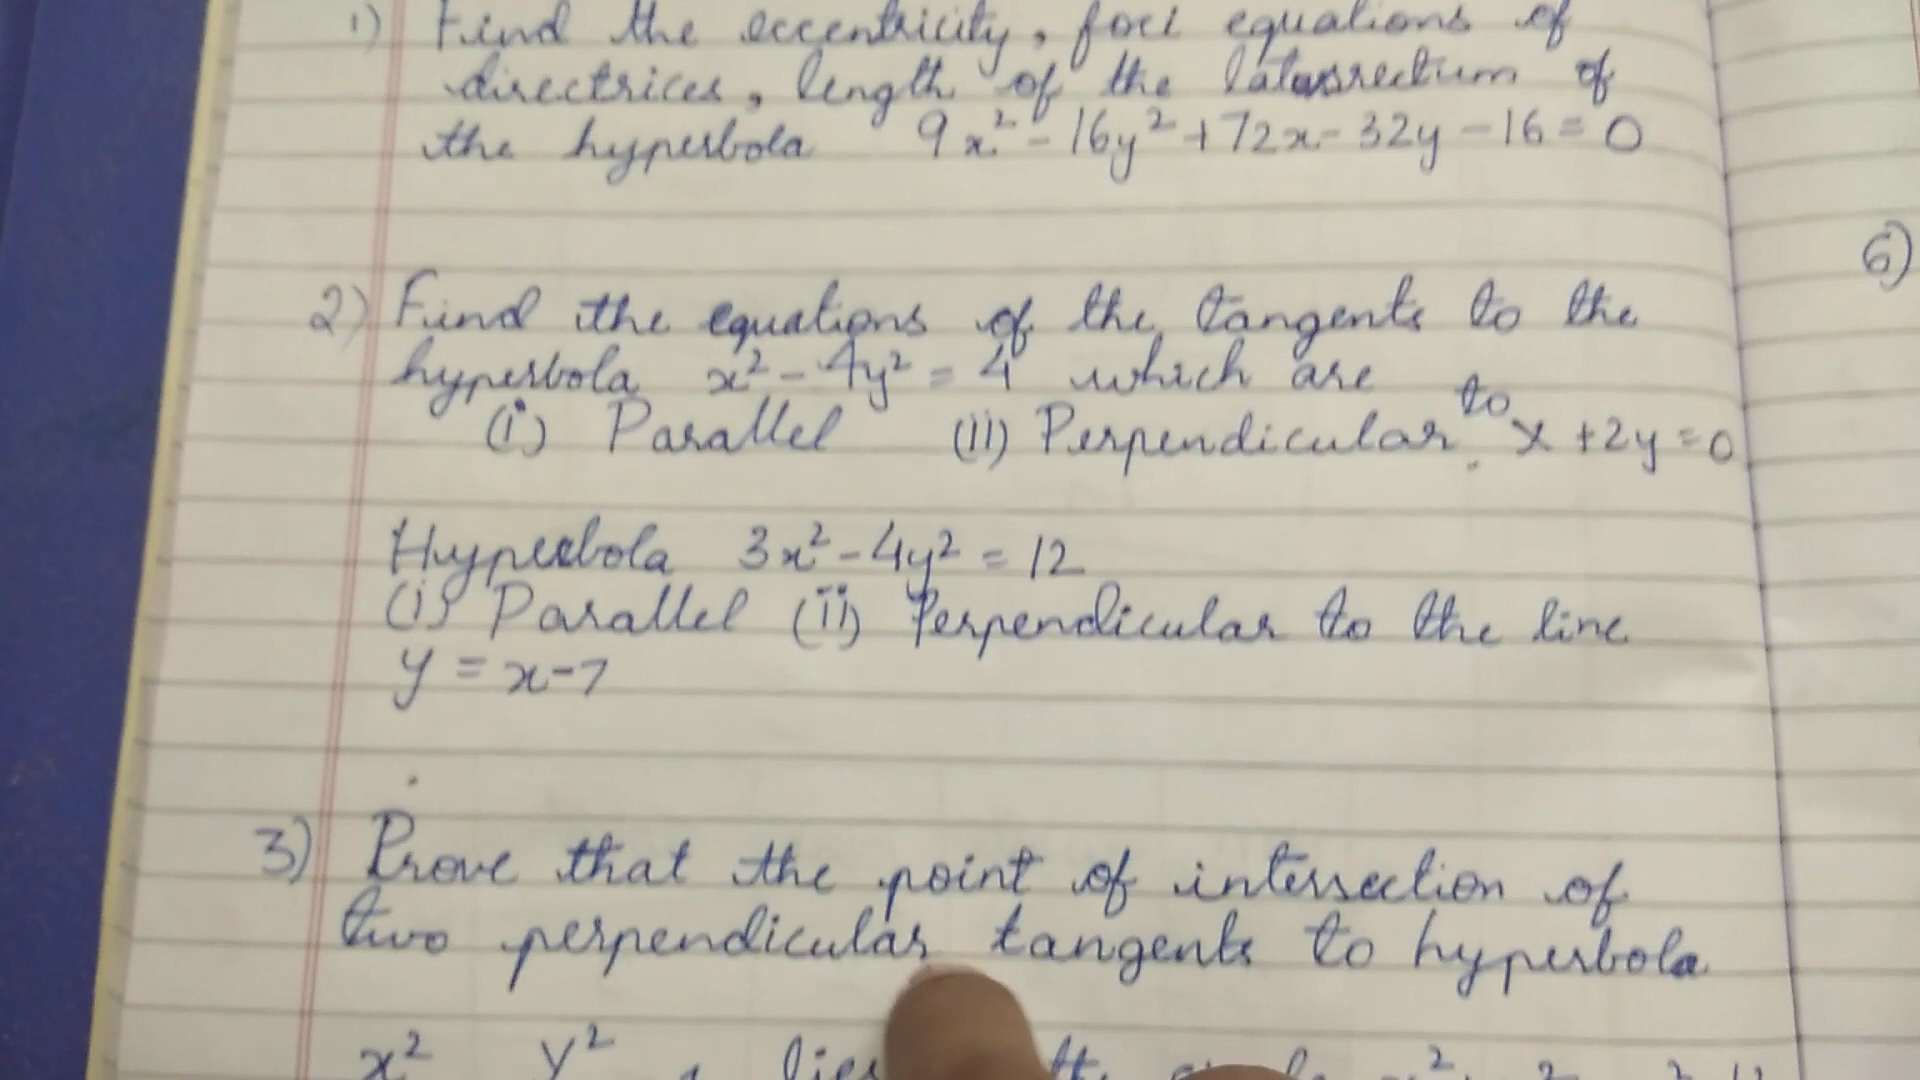 1) Find the eccentricity, foci equations of
directrices, length of the latusrectum of
the hyperbola 9x² - 16y² + 72x - 32y - 16 = 0
2) Find the equations of the tangents to the
hyperbola x² - 4y² = 4 which are
(i) Parallel (ii) Perpendicular to x + 2y = 0
Hyperbola 3x² - 4y² = 12
(i) Parallel (ii) Perpendicular to the line
y = x - 7
3) Prove that the point of intersection of
two perpendicular tangents to hyperbola
x² y² lies
6)